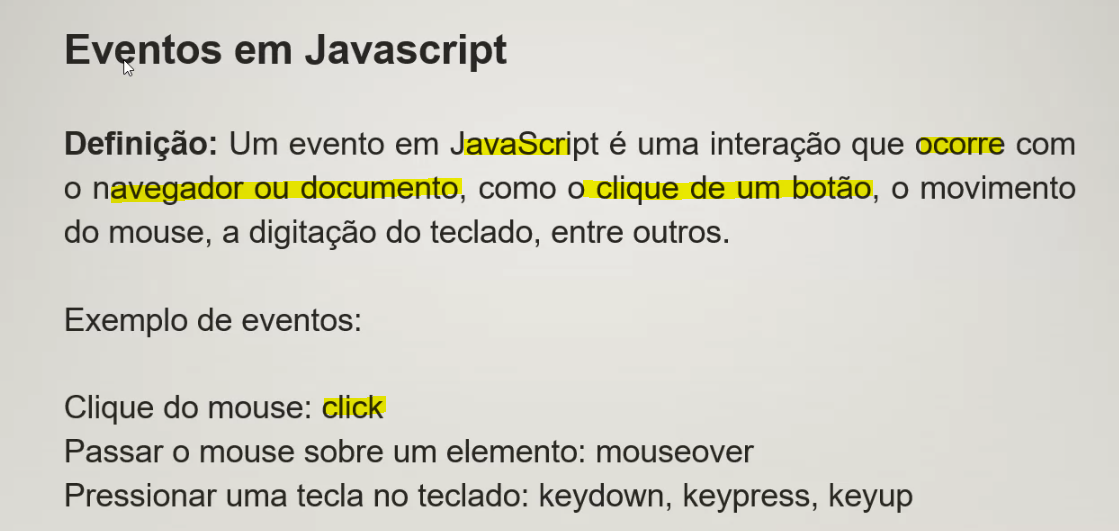 Eventos em Javascript
Definição: Um evento em JavaScript é uma interação que ocorre com
o navegador ou documento, como o clique de um botão, o movimento
do mouse, a digitação do teclado, entre outros.
Exemplo de eventos:
Clique do mouse: click
Passar o mouse sobre um elemento: mouseover
Pressionar uma tecla no teclado: keydown, keypress, keyup